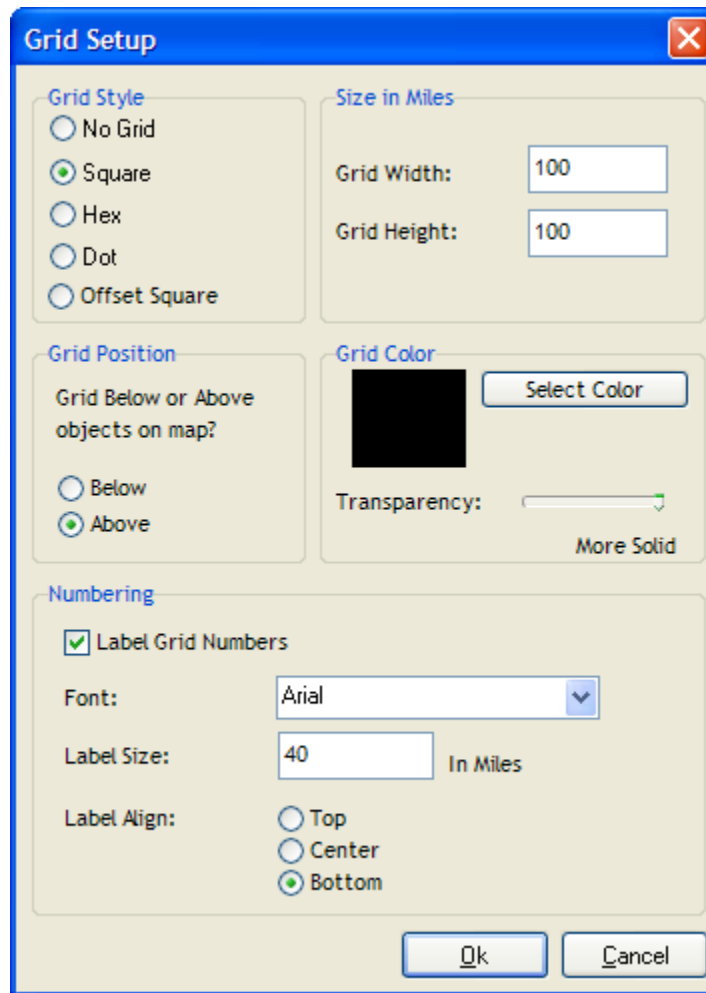 Grid Setup
Grid Style
No Grid
Square
Hex
Dot
Offset Square
Size in Miles
Grid Width:
100
Grid Height:
100
Grid Position
Grid Below or Above
objects on map?
Below
Above
Grid Color
Select Color
Transparency:
More Solid
Numbering
Label Grid Numbers
Font:
Arial
Label Size:
40
In Miles
Label Align:
Top
Center
Bottom
Ok
Cancel